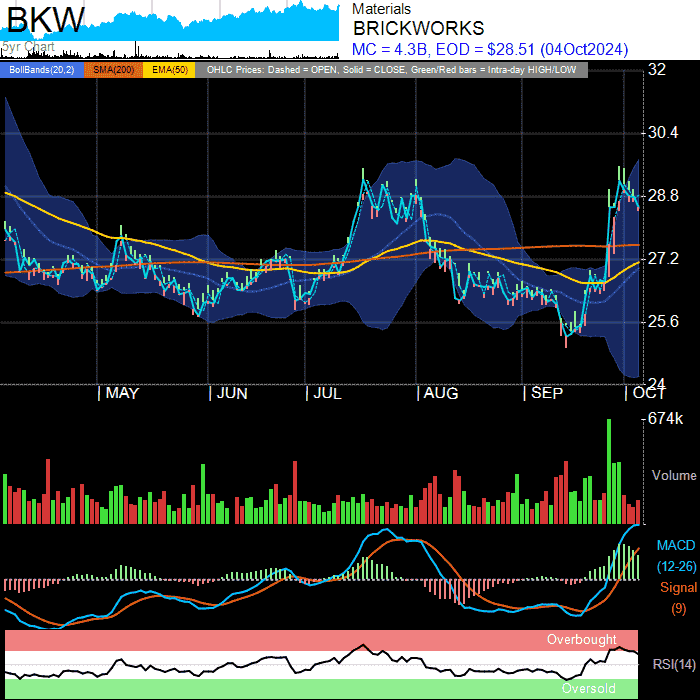 BKW
5yr Chart
Materials
BRICKWORKS
MC = 4.3B, EOD = $28.51 (04Oct2024)
BollBands(20,2) SMA(200) EMA(50) OHLC Prices: Dashed = OPEN, Solid = CLOSE, Green/Red bars = Intra-day HIGH/LOW
32
30.4
28.8
27.2
25.6
24
MAY JUN JUL AUG SEP OCT
674k
Volume
MACD
(12-26)
Signal
(9)
Overbought
RSI(14)
Oversold